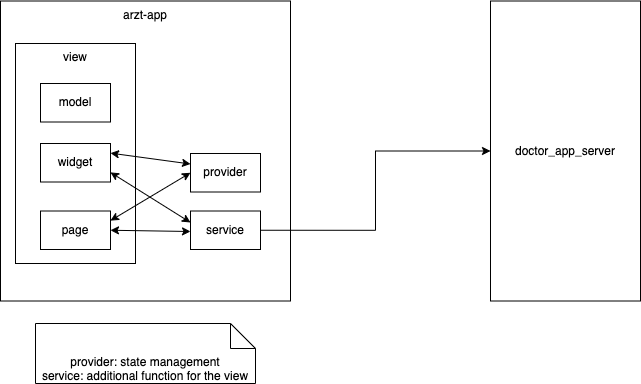 arzt-app
view
model
widget
page
provider
service
doctor_app_server
provider: state management
service: additional function for the view